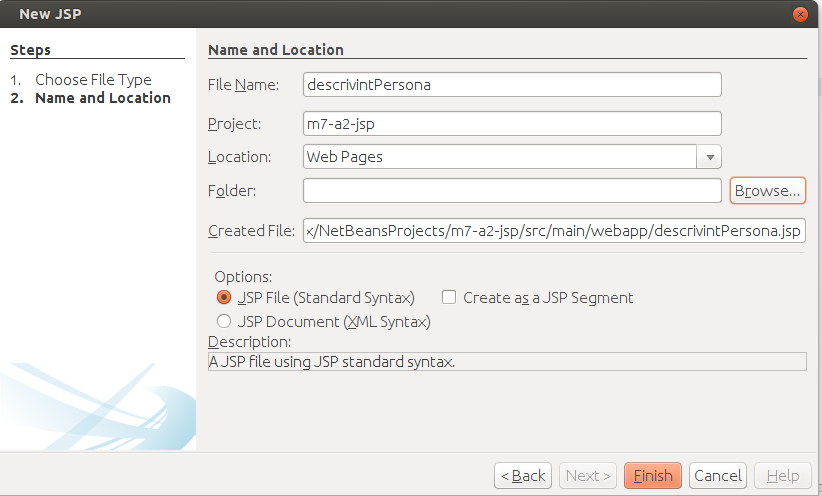 New JSP
Steps
1. Choose File Type
2. Name and Location
Name and Location
File Name: descrivintPersona
Project: m7-a2-jsp
Location: Web Pages
Folder: Browse...
Created File: x/NetBeansProjects/m7-a2-jsp/src/main/webapp/descrivintPersona.jsp
Options:
JSP File (Standard Syntax) Create as a JSP Segment
JSP Document (XML Syntax)
Description:
A JSP file using JSP standard syntax.
< Back Next > Finish Cancel Help